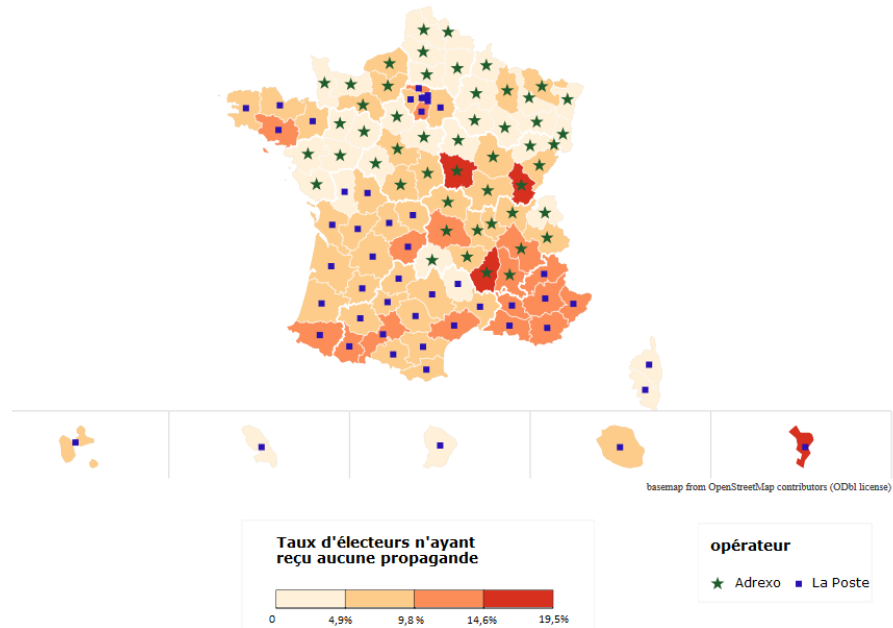 basemap from OpenStreetMap contributors (ODbl license)
Taux d'électeurs n'ayant
reçu aucune propagande
0 4,9% 9,8% 14,6% 19,5%
opérateur
Adrexo La Poste